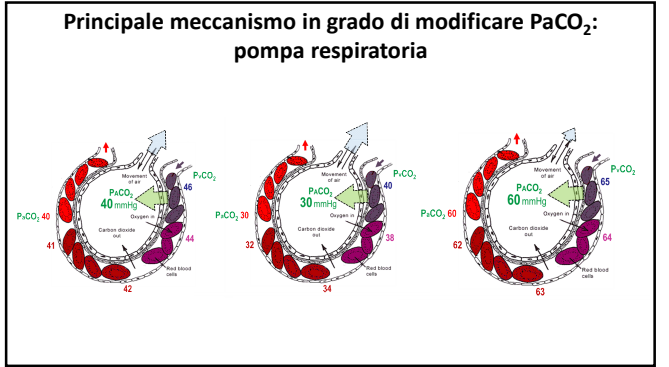 Principale meccanismo in grado di modificare PaCO₂:
pompa respiratoria
Movement
of air
PvCO₂
46
PACO₂
40 mmHg
PaCO₂ 40
Oxygen in
44
Carbon dioxide
out
41
Red blood
cells
42
Movement
of air
PvCO₂
40
PACO₂
30 mmHg
PaCO₂ 30
Oxygen in
38
Carbon dioxide
out
32
Red blood
cells
34
Movement
of air
PvCO₂
65
PACO₂
60 mmHg
PaCO₂ 60
Oxygen in
64
Carbon dioxide
out
62
Red blood
cells
63